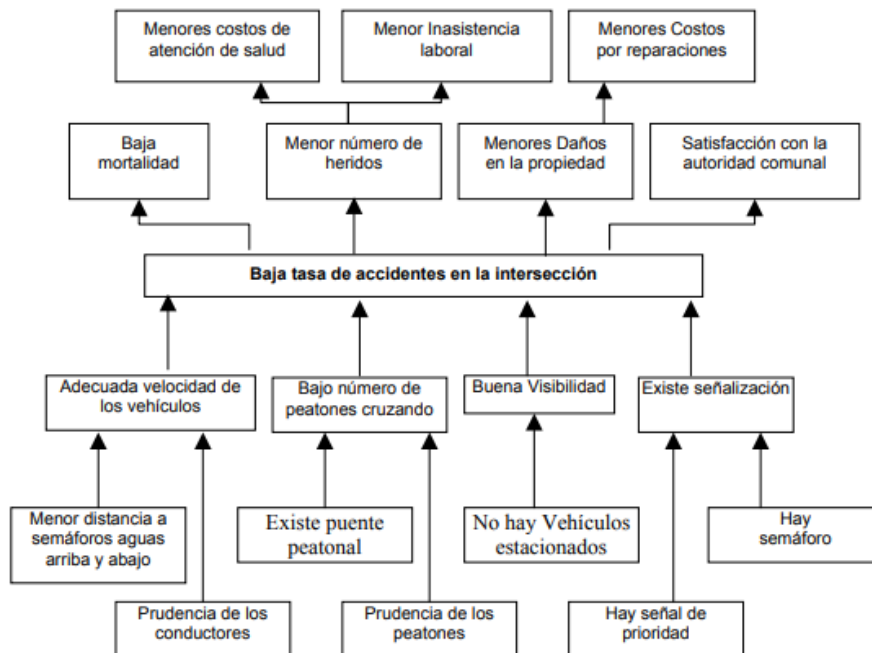 Menores costos de
atención de salud
Menor Inasistencia
laboral
Menores Costos
por reparaciones
Baja
mortalidad
Menor número de
heridos
Menores Daños
en la propiedad
Satisfacción con la
autoridad comunal
Baja tasa de accidentes en la intersección
Adecuada velocidad de
los vehículos
Bajo número de
peatones cruzando
Buena Visibilidad
Existe señalización
Menor distancia a
semáforos aguas
arriba y abajo
Existe puente
peatonal
No hay Vehículos
estacionados
Hay
semáforo
Prudencia de los
conductores
Prudencia de los
peatones
Hay señal de
prioridad